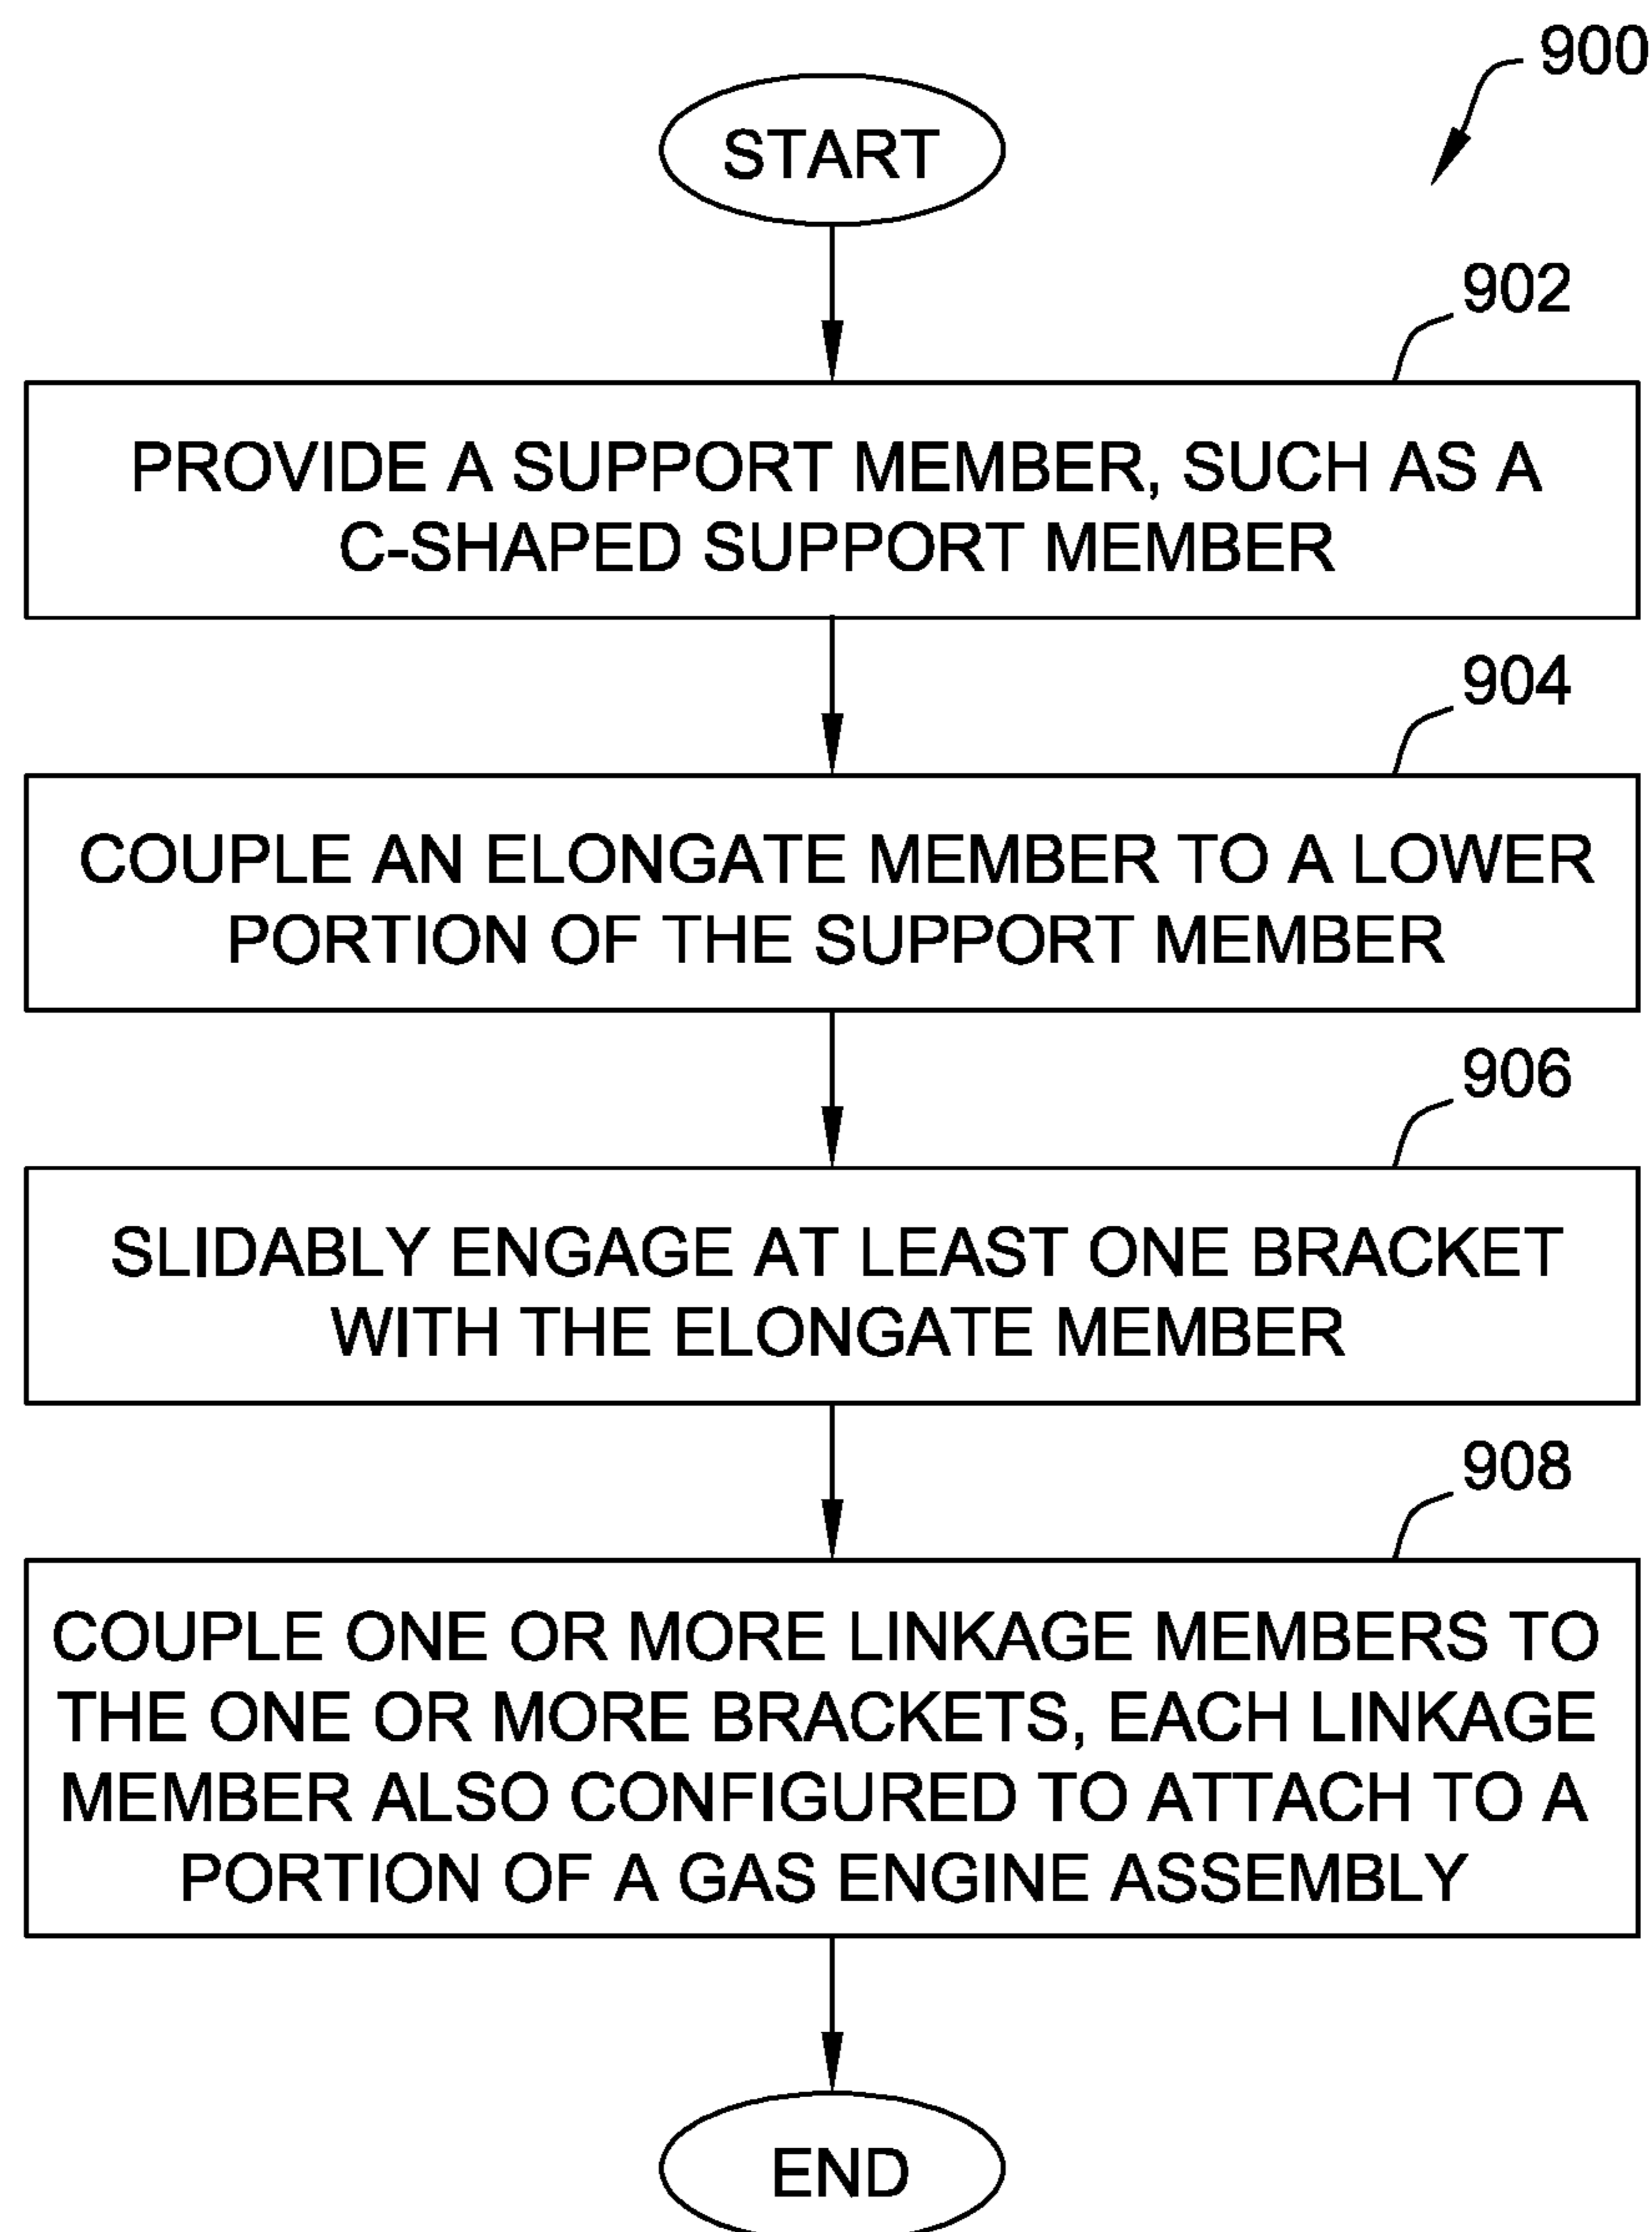 900
START
902
PROVIDE A SUPPORT MEMBER, SUCH AS A
C-SHAPED SUPPORT MEMBER
904
COUPLE AN ELONGATE MEMBER TO A LOWER
PORTION OF THE SUPPORT MEMBER
906
SLIDABLY ENGAGE AT LEAST ONE BRACKET
WITH THE ELONGATE MEMBER
908
COUPLE ONE OR MORE LINKAGE MEMBERS TO
THE ONE OR MORE BRACKETS, EACH LINKAGE
MEMBER ALSO CONFIGURED TO ATTACH TO A
PORTION OF A GAS ENGINE ASSEMBLY
END